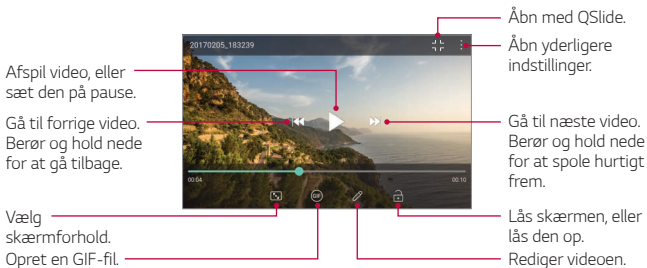 Åbn med QSlide.
20170205_183239
Åbn yderligere
indstillinger.
Afspil video, eller
sæt den på pause.
Gå til forrige video.
Berør og hold nede
for at gå tilbage.
Gå til næste video.
Berør og hold nede
for at spole hurtigt
frem.
00:04
00:10
GIF
Vælg
skærmforhold.
Lås skærmen, eller
lås den op.
Opret en GIF-fil.
Rediger videoen.